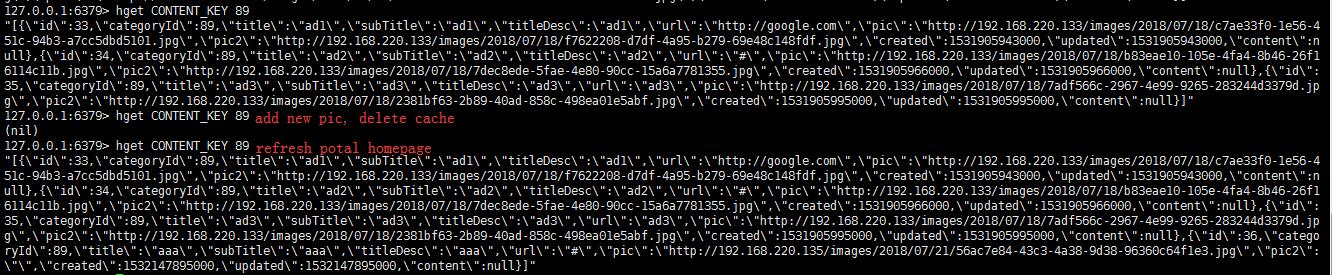 127.0.0.1:6379> hget CONTENT_KEY 89
"[{\"id\":33,\"categoryId\":89,\"title\":\"ad1\",\"subTitle\":\"ad1\",\"titleDesc\":\"ad1\",\"url\":\"http://google.com\",\"pic\":\"http://192.168.220.133/images/2018/07/18/c7ae33f0-1e56-4
51c-94b3-a7cc5dbd5101.jpg\",\"pic2\":\"http://192.168.220.133/images/2018/07/18/f7622208-d7df-4a95-b279-69e48c148fdf.jpg\",\"created\":1531905943000,\"updated\":1531905943000,\"content\":n
ull},{\"id\":34,\"categoryId\":89,\"title\":\"ad2\",\"subTitle\":\"ad2\",\"titleDesc\":\"ad2\",\"url\":\"#\",\"pic\":\"http://192.168.220.133/images/2018/07/18/b83eae10-105e-4fa4-8b46-26f1
6114c11b.jpg\",\"pic2\":\"http://192.168.220.133/images/2018/07/18/7dec8ede-5fae-4e80-90cc-15a6a7781355.jpg\",\"created\":1531905966000,\"updated\":1531905966000,\"content\":null},{\"id\":
35,\"categoryId\":89,\"title\":\"ad3\",\"subTitle\":\"ad3\",\"titleDesc\":\"ad3\",\"url\":\"ad3\",\"pic\":\"http://192.168.220.133/images/2018/07/18/7adf566c-2967-4e99-9265-283244d3379d.jp
g\",\"pic2\":\"http://192.168.220.133/images/2018/07/18/2381bf63-2b89-40ad-858c-498ea01e5abf.jpg\",\"created\":1531905995000,\"updated\":1531905995000,\"content\":null}]"
127.0.0.1:6379> hget CONTENT_KEY 89 add new pic, delete cache
(nil)
127.0.0.1:6379> hget CONTENT_KEY 89 refresh potal homepage
"[{\"id\":33,\"categoryId\":89,\"title\":\"ad1\",\"subTitle\":\"ad1\",\"titleDesc\":\"ad1\",\"url\":\"http://google.com\",\"pic\":\"http://192.168.220.133/images/2018/07/18/c7ae33f0-1e56-4
51c-94b3-a7cc5dbd5101.jpg\",\"pic2\":\"http://192.168.220.133/images/2018/07/18/f7622208-d7df-4a95-b279-69e48c148fdf.jpg\",\"created\":1531905943000,\"updated\":1531905943000,\"content\":n
ull},{\"id\":34,\"categoryId\":89,\"title\":\"ad2\",\"subTitle\":\"ad2\",\"titleDesc\":\"ad2\",\"url\":\"#\",\"pic\":\"http://192.168.220.133/images/2018/07/18/b83eae10-105e-4fa4-8b46-26f1
6114c11b.jpg\",\"pic2\":\"http://192.168.220.133/images/2018/07/18/7dec8ede-5fae-4e80-90cc-15a6a7781355.jpg\",\"created\":1531905966000,\"updated\":1531905966000,\"content\":null},{\"id\":
35,\"categoryId\":89,\"title\":\"ad3\",\"subTitle\":\"ad3\",\"titleDesc\":\"ad3\",\"url\":\"ad3\",\"pic\":\"http://192.168.220.133/images/2018/07/18/7adf566c-2967-4e99-9265-283244d3379d.jp
g\",\"pic2\":\"http://192.168.220.133/images/2018/07/18/2381bf63-2b89-40ad-858c-498ea01e5abf.jpg\",\"created\":1531905995000,\"updated\":1531905995000,\"content\":null},{\"id\":36,\"catego
ryId\":89,\"title\":\"aaa\",\"subTitle\":\"aaa\",\"titleDesc\":\"aaa\",\"url\":\"#\",\"pic\":\"http://192.168.220.135/images/2018/07/21/56ac7e84-43c3-4a38-9d38-96360c64f1e3.jpg\",\"pic2\":
\"\",\"created\":1532147895000,\"updated\":1532147895000,\"content\":null}]"